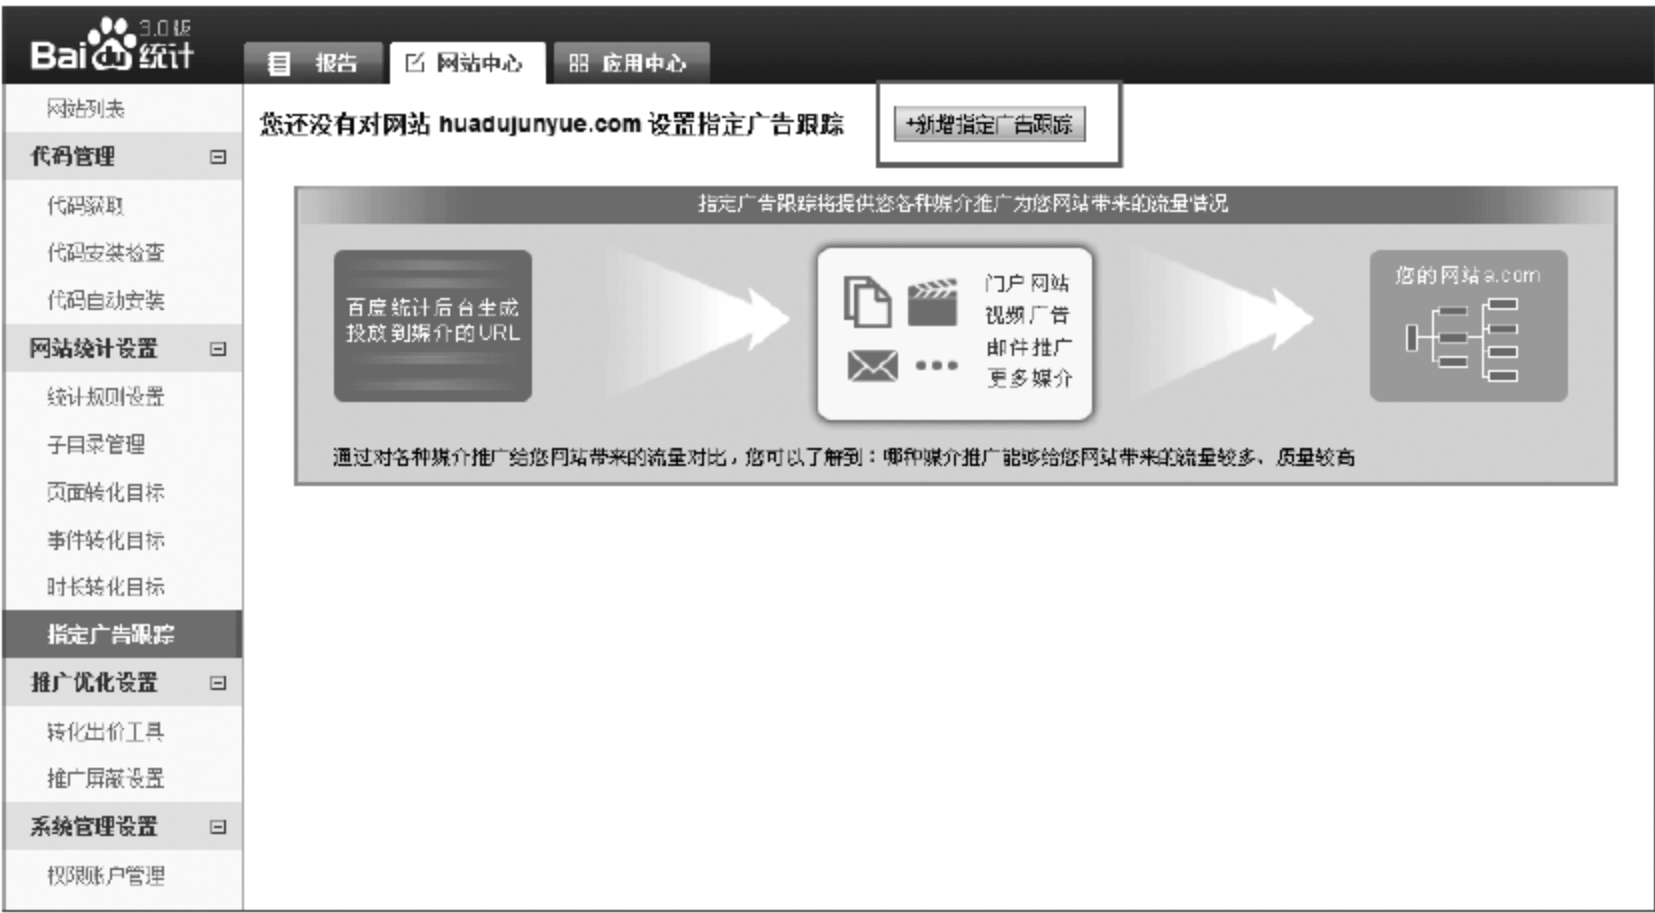 Bai du 统计 3.0版
报告
网站中心
应用中心
网站列表
代码管理
代码获取
代码安装检查
代码自动安装
网站统计设置
统计规则设置
子目录管理
页面转化目标
事件转化目标
时长转化目标
指定广告跟踪
推广优化设置
转化出价工具
推广屏蔽设置
系统管理设置
权限账户管理
您还没有对网站 huadujunyue.com 设置指定广告跟踪
+新增指定广告跟踪
指定广告跟踪将提供您各种媒介推广为您网站带来的流量情况
百度统计后台生成
投放到媒介的URL
门户网站
视频广告
邮件推广
更多媒介
您的网站a.com
通过对各种媒介推广给您网站带来的流量对比，您可以了解到：哪种媒介推广能够给您网站带来的流量较多、质量较高